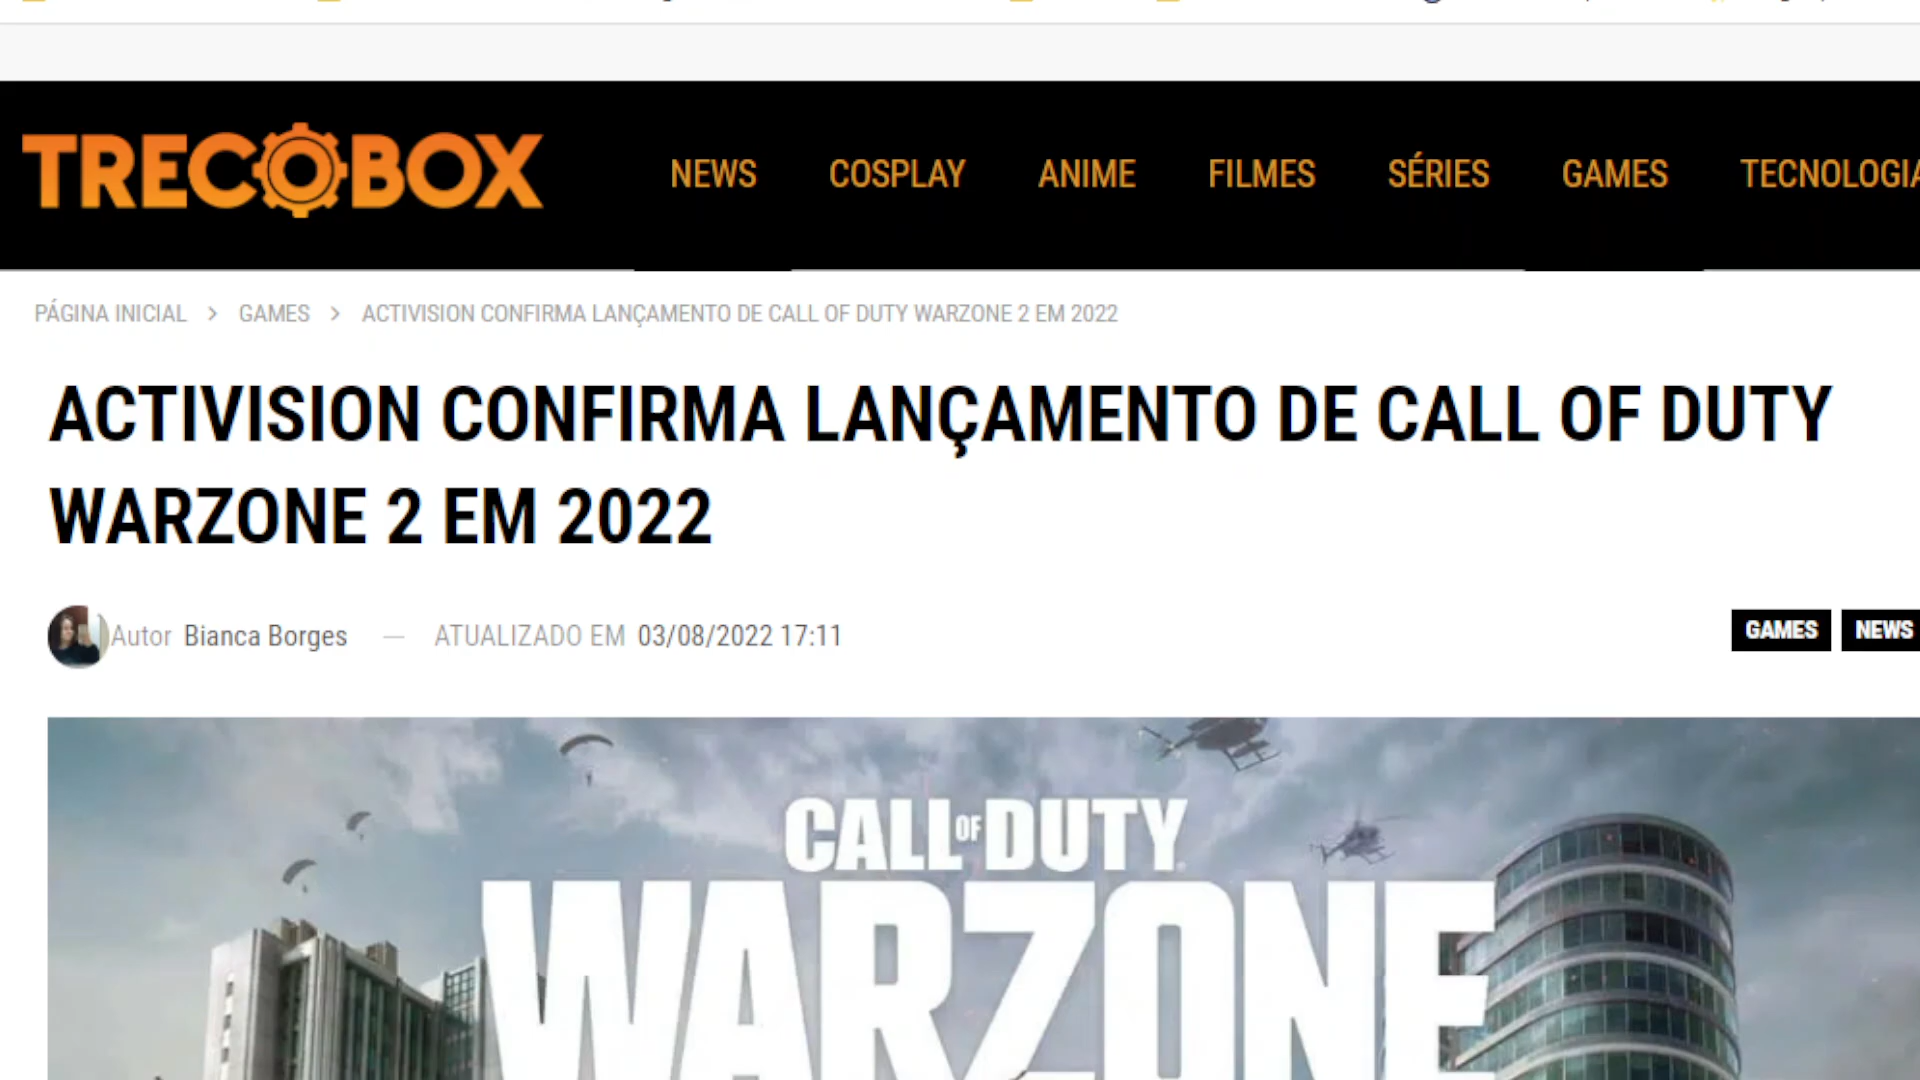 TRECOBOX
NEWS COSPLAY ANIME FILMES SÉRIES GAMES TECNOLOGIA
PÁGINA INICIAL > GAMES > ACTIVISION CONFIRMA LANÇAMENTO DE CALL OF DUTY WARZONE 2 EM 2022
ACTIVISION CONFIRMA LANÇAMENTO DE CALL OF DUTY
WARZONE 2 EM 2022
Autor Bianca Borges — ATUALIZADO EM 03/08/2022 17:11
GAMES NEWS
CALL OF DUTY
WARZONE